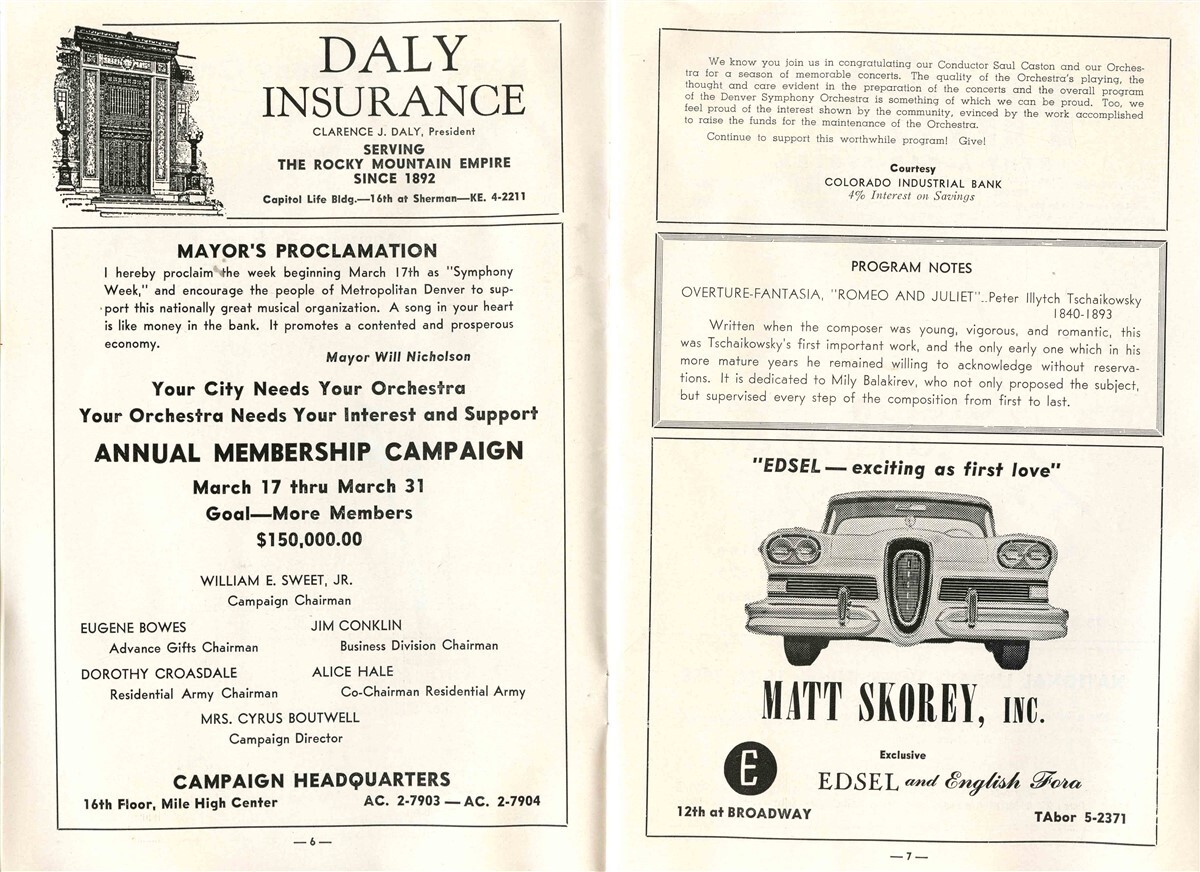 DALY
INSURANCE
CLARENCE J. DALY, President
SERVING
THE ROCKY MOUNTAIN EMPIRE
SINCE 1892
Capitol Life Bldg.—16th at Sherman—KE. 4-2211
MAYOR'S PROCLAMATION
I hereby proclaim the week beginning March 17th as "Symphony
Week," and encourage the people of Metropolitan Denver to sup-
port this nationally great musical organization. A song in your heart
is like money in the bank. It promotes a contented and prosperous
economy.
Mayor Will Nicholson
Your City Needs Your Orchestra
Your Orchestra Needs Your Interest and Support
ANNUAL MEMBERSHIP CAMPAIGN
March 17 thru March 31
Goal—More Members
$150,000.00
WILLIAM E. SWEET, JR.
Campaign Chairman
EUGENE BOWES JIM CONKLIN
Advance Gifts Chairman Business Division Chairman
DOROTHY CROASDALE ALICE HALE
Residential Army Chairman Co-Chairman Residential Army
MRS. CYRUS BOUTWELL
Campaign Director
CAMPAIGN HEADQUARTERS
16th Floor, Mile High Center AC. 2-7903 — AC. 2-7904
— 6 —
We know you join us in congratulating our Conductor Saul Caston and our Orches-
tra for a season of memorable concerts. The quality of the Orchestra's playing, the
thought and care evident in the preparation of the concerts and the overall program
of the Denver Symphony Orchestra is something of which we can be proud. Too, we
feel proud of the interest shown by the community, evinced by the work accomplished
to raise the funds for the maintenance of the Orchestra.
Continue to support this worthwhile program! Give!
Courtesy
COLORADO INDUSTRIAL BANK
4% Interest on Savings
PROGRAM NOTES
OVERTURE-FANTASIA, "ROMEO AND JULIET"..Peter Illytch Tschaikowsky
1840-1893
Written when the composer was young, vigorous, and romantic, this
was Tschaikowsky's first important work, and the only early one which in his
more mature years he remained willing to acknowledge without reserva-
tions. It is dedicated to Mily Balakirev, who not only proposed the subject,
but supervised every step of the composition from first to last.
"EDSEL — exciting as first love"
EDSEL
MATT SKOREY, INC.
E
Exclusive
EDSEL and English Fora
12th at BROADWAY TAbor 5-2371
— 7 —